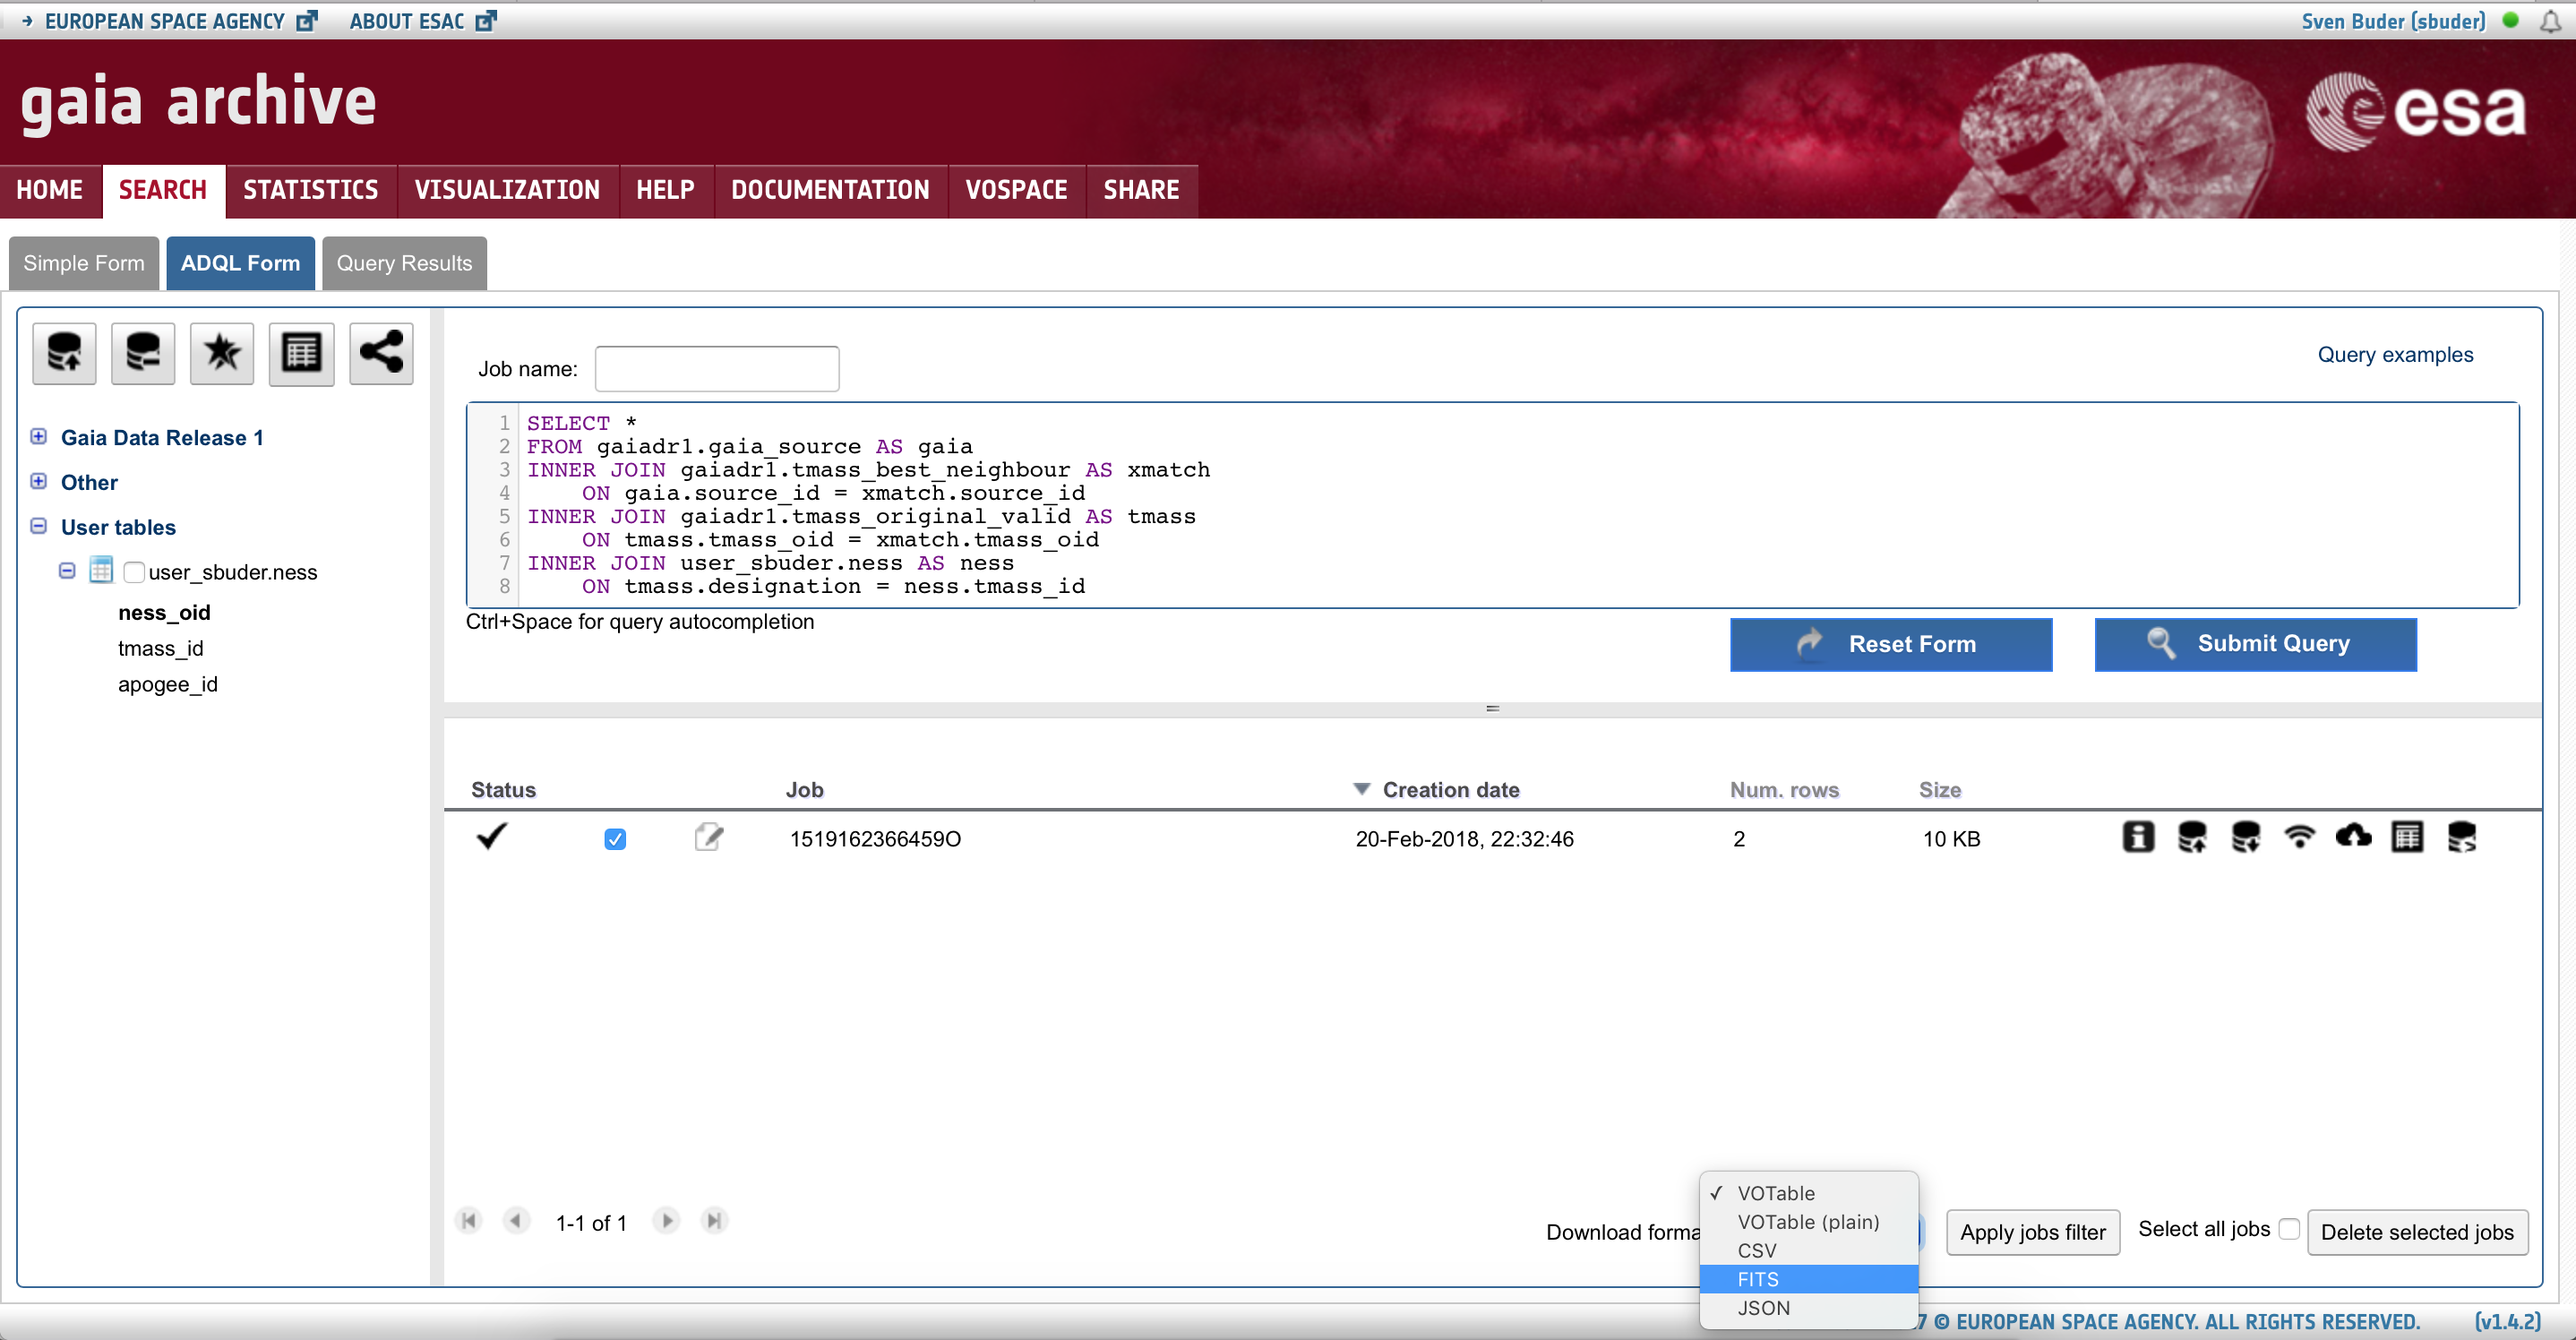 EUROPEAN SPACE AGENCY ABOUT ESAC Sven Buder (sbuder)
gaia archive
esa
HOME SEARCH STATISTICS VISUALIZATION HELP DOCUMENTATION VOSPACE SHARE
Simple Form ADQL Form Query Results
Job name: Query examples
Gaia Data Release 1
Other
User tables
user_sbuder.ness
ness_oid
tmass_id
apogee_id
1 SELECT *
2 FROM gaiadr1.gaia_source AS gaia
3 INNER JOIN gaiadr1.tmass_best_neighbour AS xmatch
4 ON gaia.source_id = xmatch.source_id
5 INNER JOIN gaiadr1.tmass_original_valid AS tmass
6 ON tmass.tmass_oid = xmatch.tmass_oid
7 INNER JOIN user_sbuder.ness AS ness
8 ON tmass.designation = ness.tmass_id
Ctrl+Space for query autocompletion
Reset Form Submit Query
Status Job Creation date Num. rows Size
1519162366459O 20-Feb-2018, 22:32:46 2 10 KB
1-1 of 1 Download forma Apply jobs filter Select all jobs Delete selected jobs
✓ VOTable
VOTable (plain)
CSV
FITS
JSON
7 © EUROPEAN SPACE AGENCY. ALL RIGHTS RESERVED. (v1.4.2)